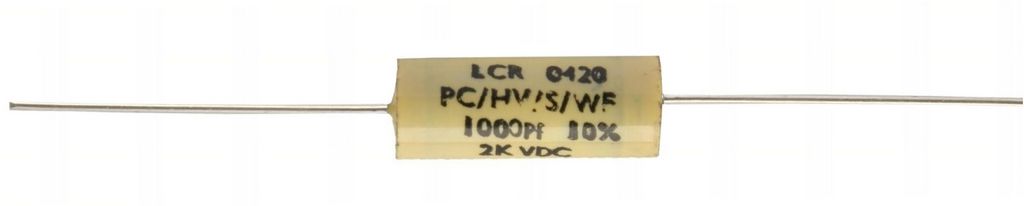 LCR 0420
PC/HV/S/WF
1000Pf 10%
2K VDC